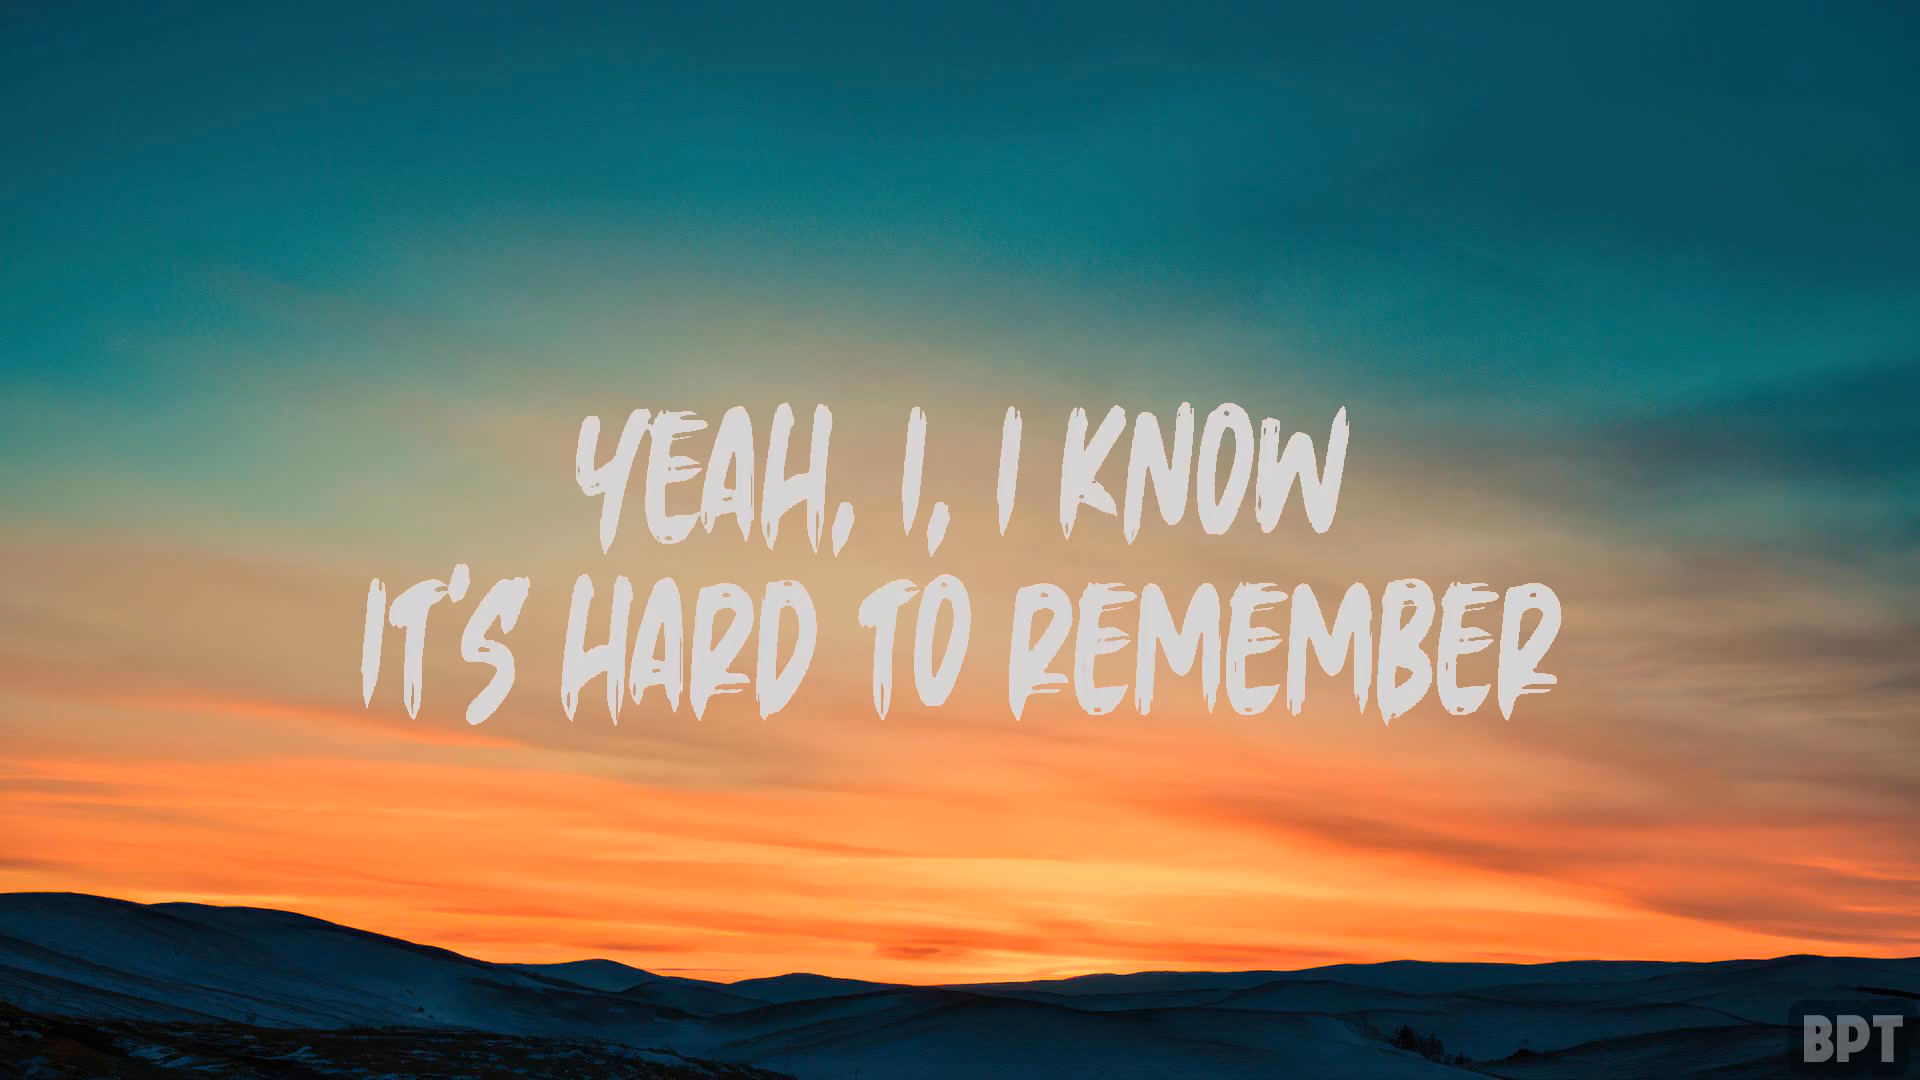 YEAH, I, I KNOW
IT'S HARD TO REMEMBER
BPT